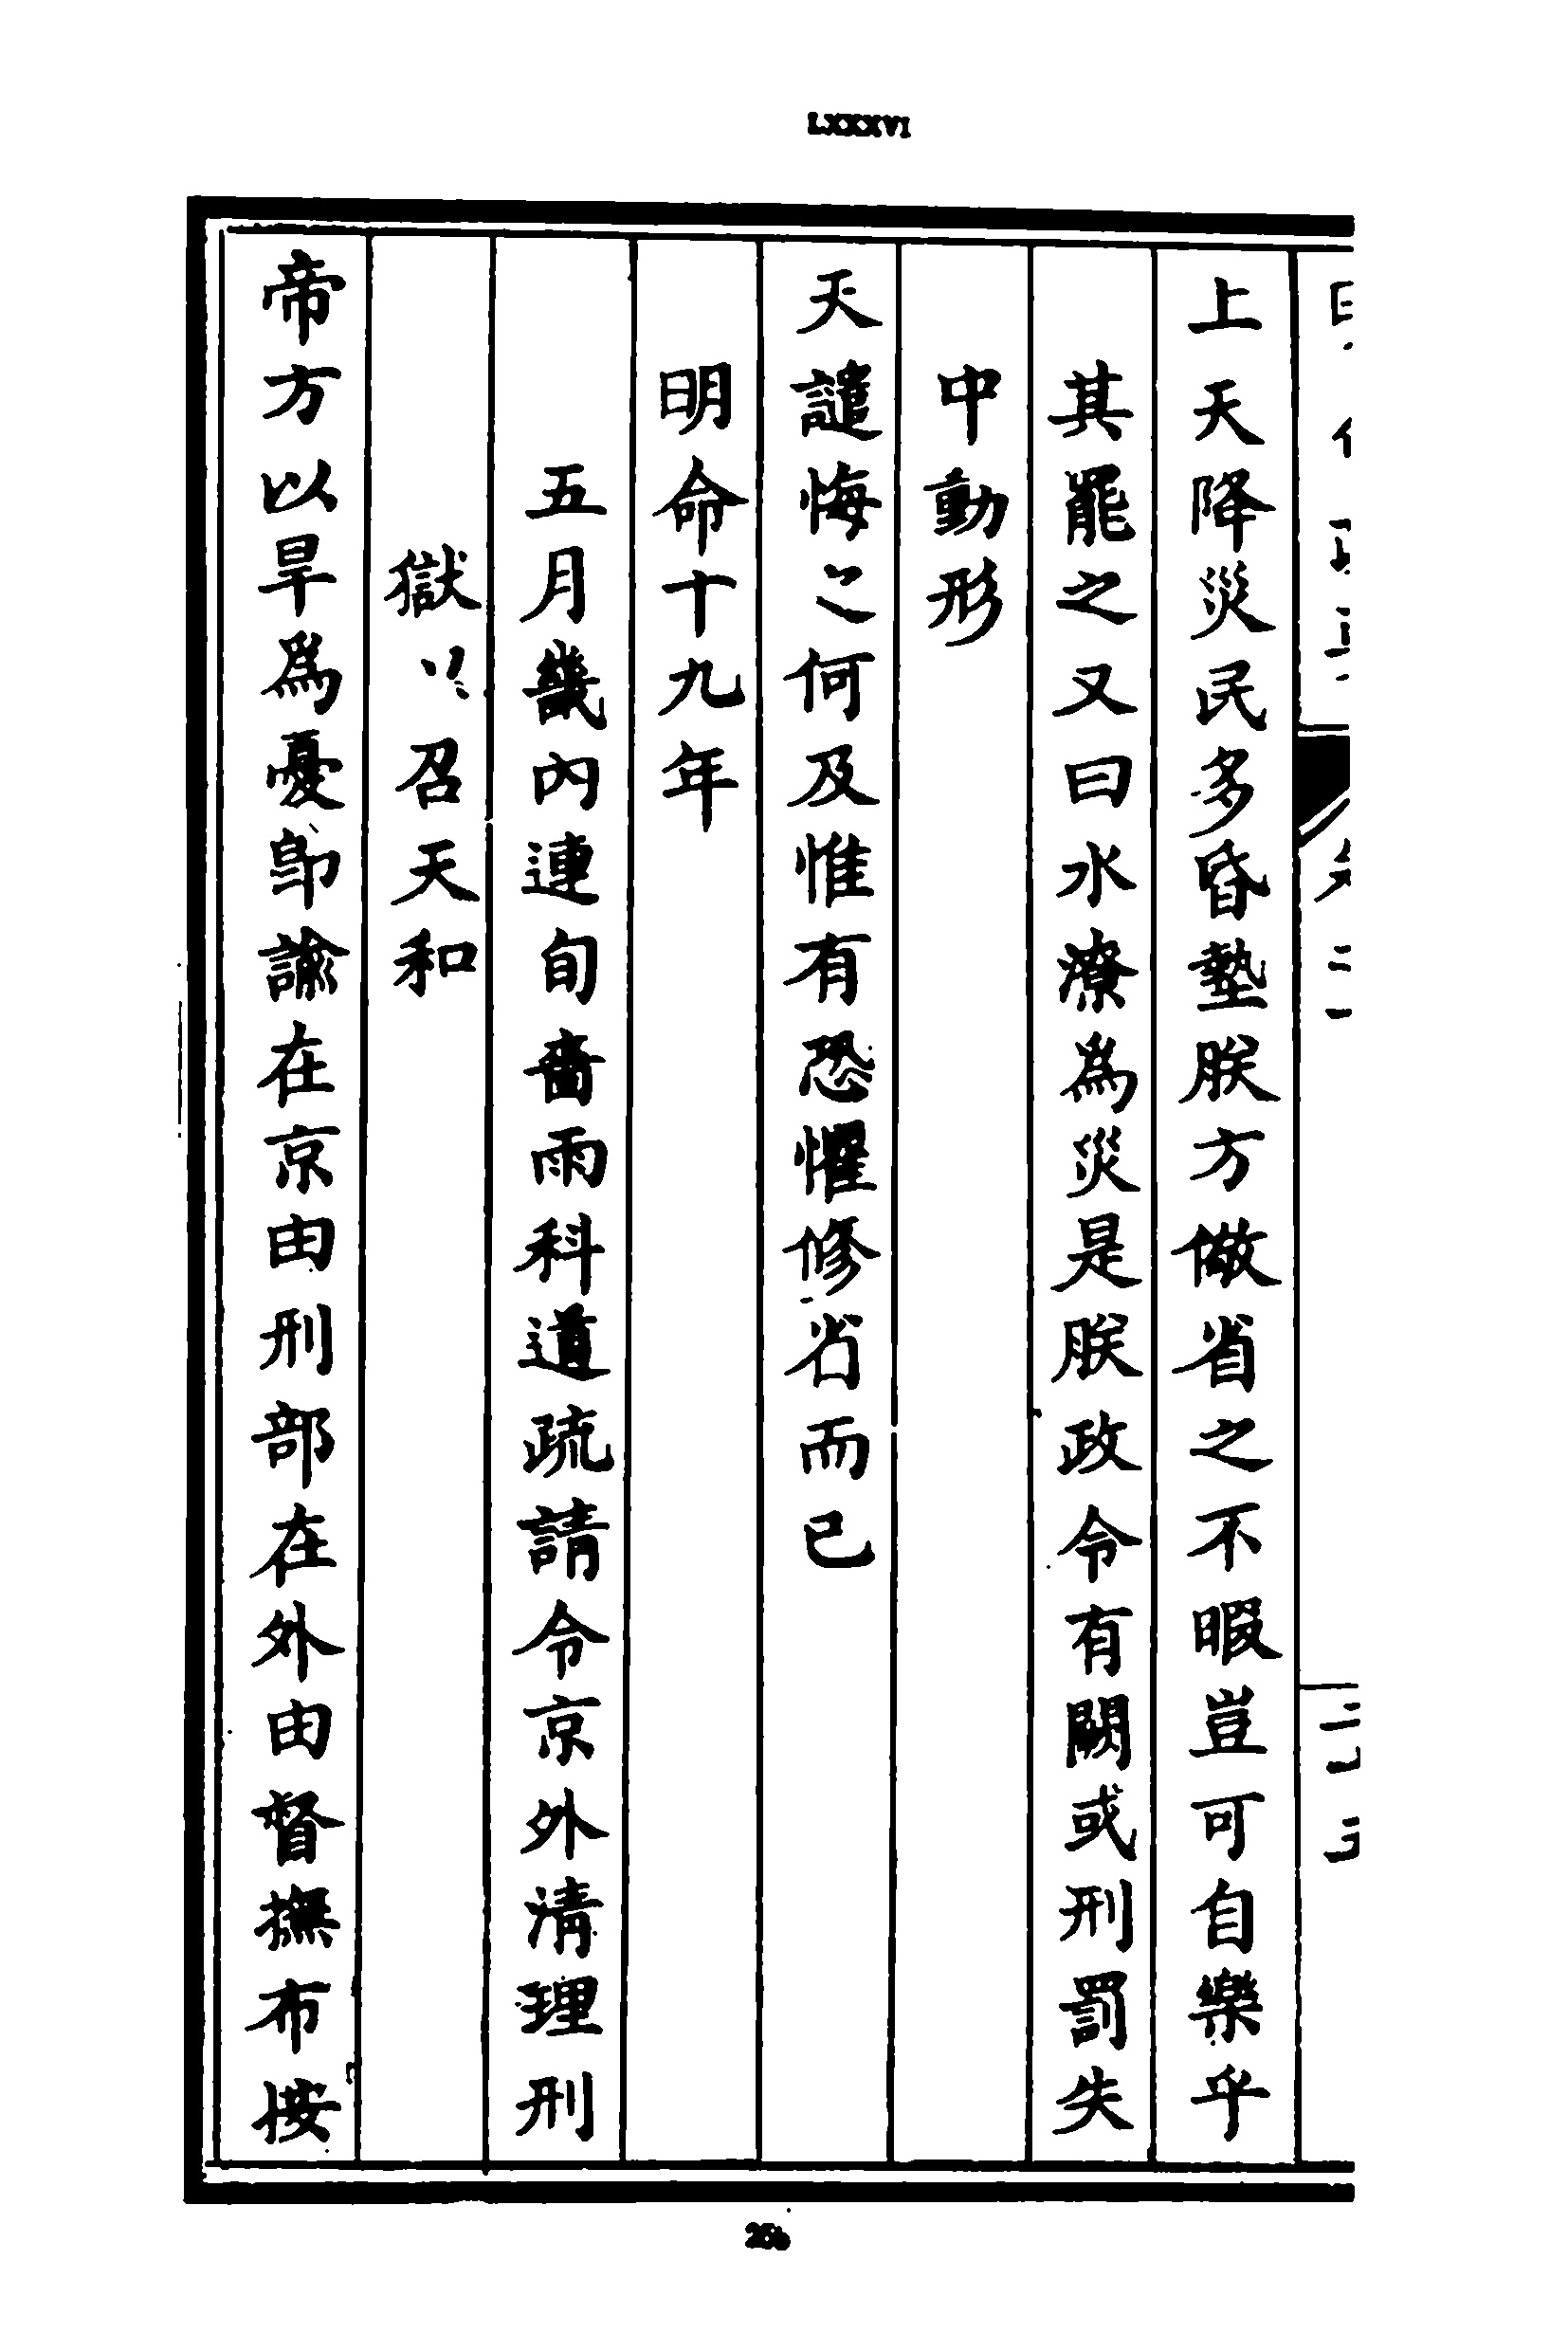 LXXXVI
上天降災民多昏墊朕方儆省之不暇豈可自樂乎
其罷之又曰水潦為災是朕政令有闕或刑罰失
中動形
天譴悔之何及惟有恐懼修省而已
明命十九年
五月畿內連旬嗇雨科道疏請令京外清理刑
獄以召天和
帝方以旱爲憂卽諭在京由刑部在外由督撫布按
25b